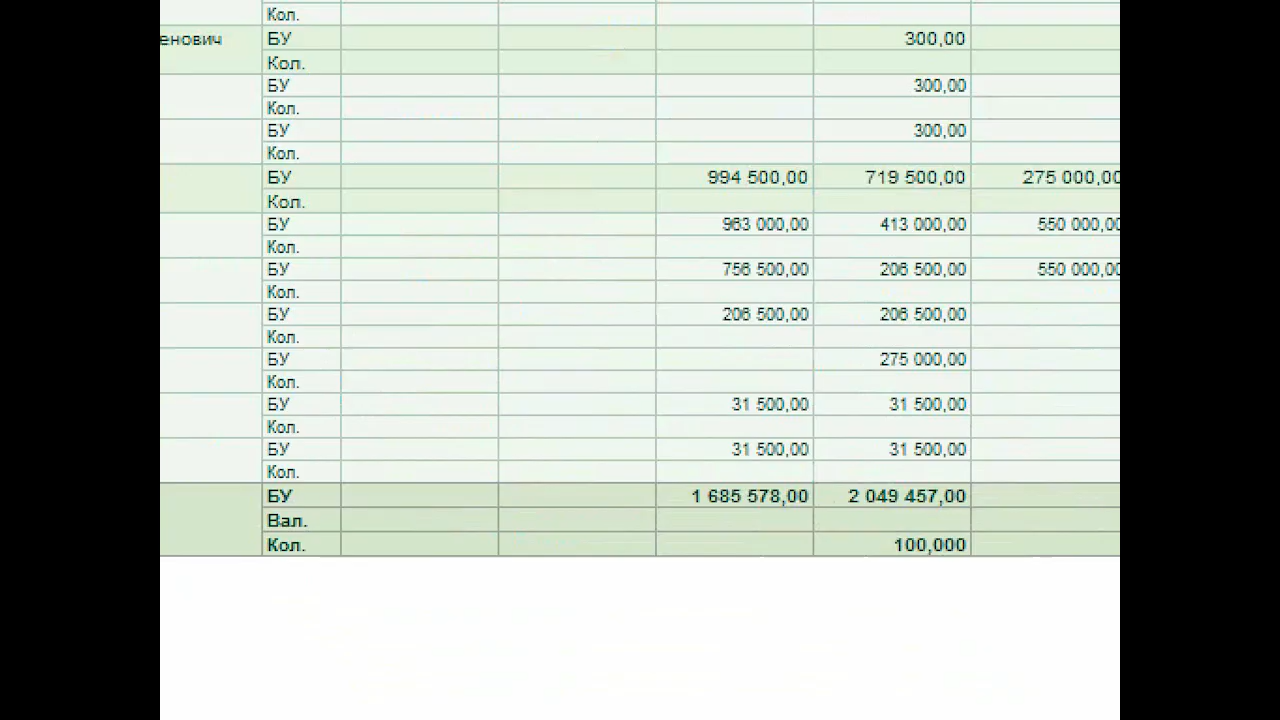 Кол.
енович БУ 300,00
Кол.
БУ 300,00
Кол.
БУ 300,00
Кол.
БУ 994 500,00 719 500,00 275 000,00
Кол.
БУ 963 000,00 413 000,00 550 000,00
Кол.
БУ 756 500,00 206 500,00 550 000,00
Кол.
БУ 206 500,00 206 500,00
Кол.
БУ 275 000,00
Кол.
БУ 31 500,00 31 500,00
Кол.
БУ 31 500,00 31 500,00
Кол.
БУ 1 685 578,00 2 049 457,00
Вал.
Кол. 100,000